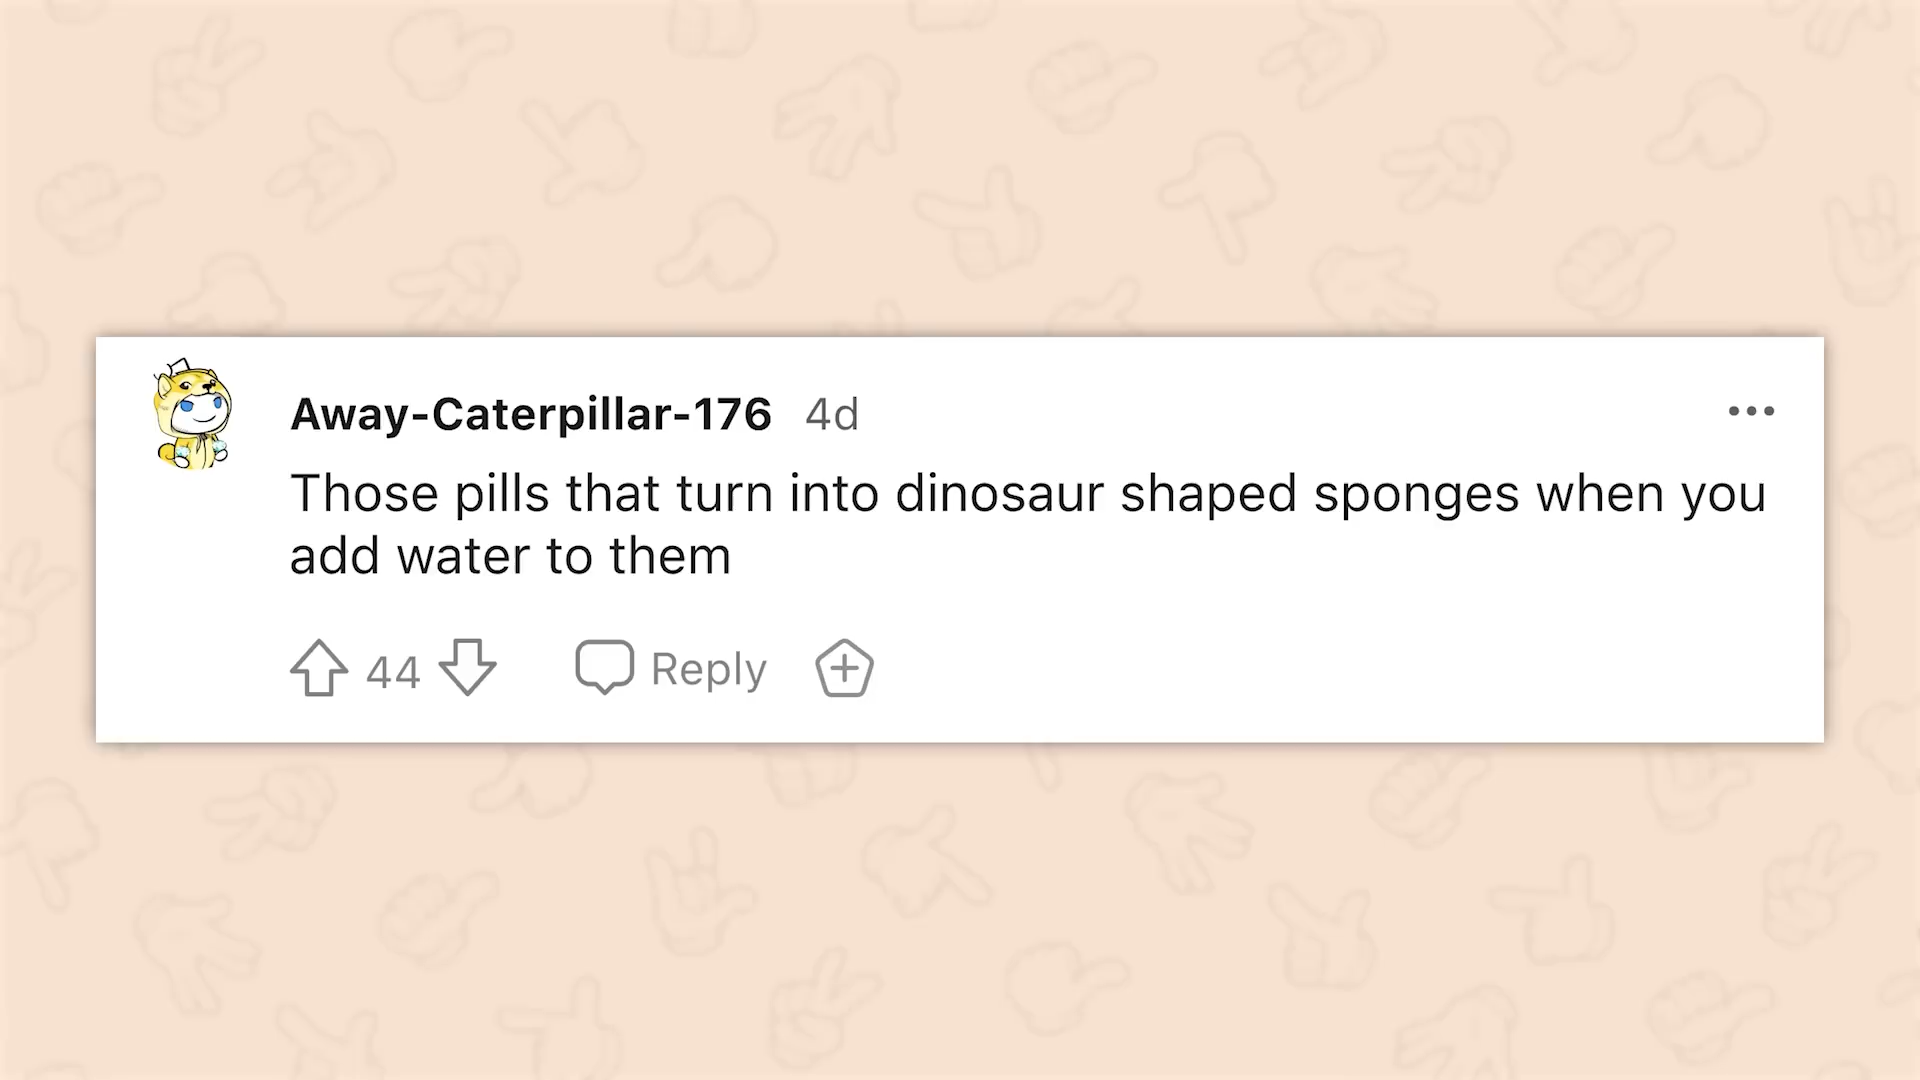 Away-Caterpillar-176 4d
Those pills that turn into dinosaur shaped sponges when you
add water to them
44 Reply